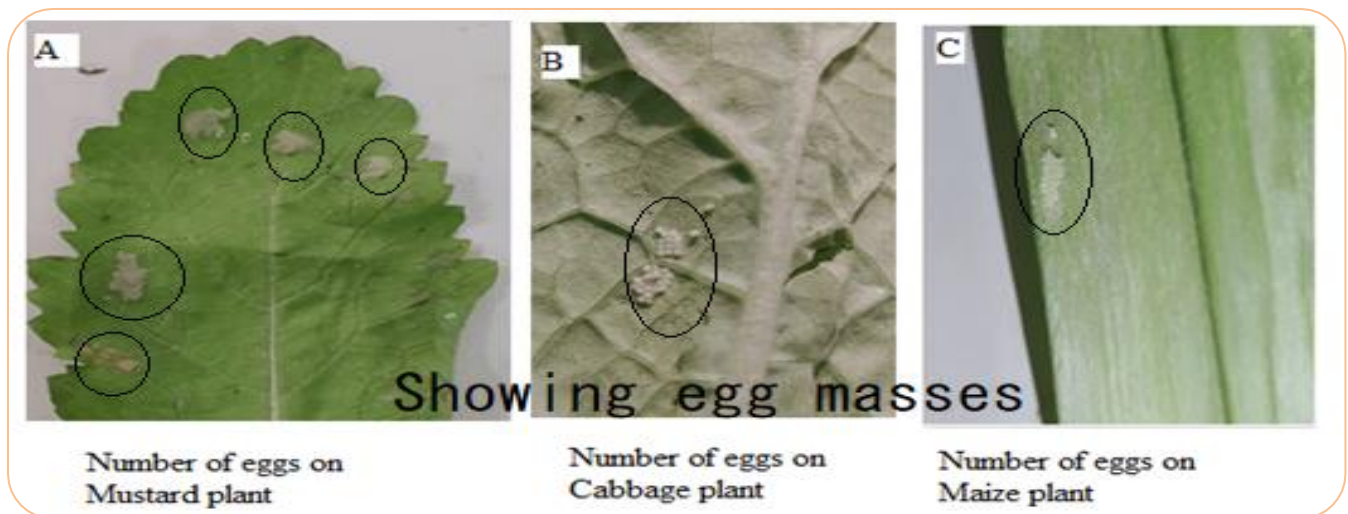 A
B
C
Showing egg masses
Number of eggs on
Mustard plant
Number of eggs on
Cabbage plant
Number of eggs on
Maize plant